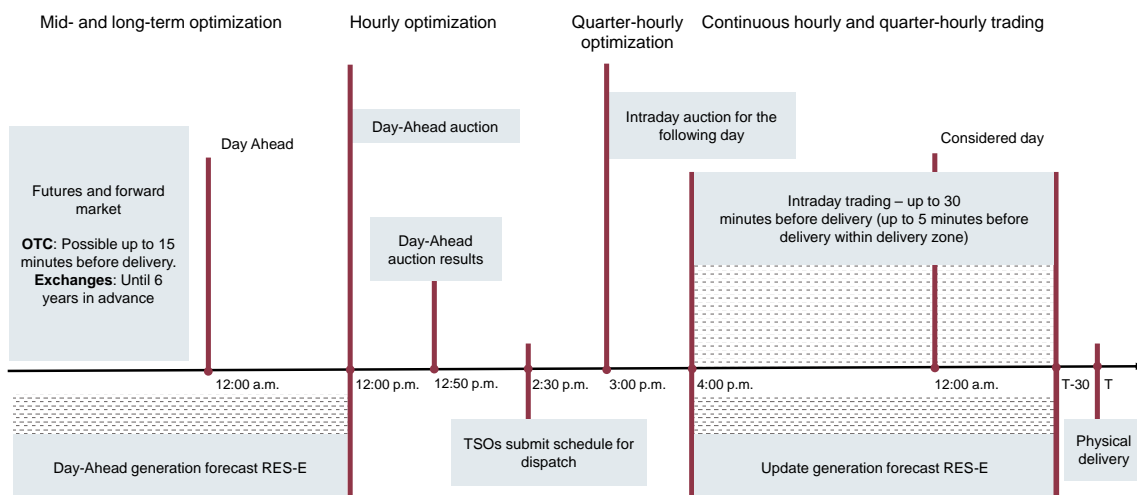 Mid- and long-term optimization
Hourly optimization
Quarter-hourly
optimization
Continuous hourly and quarter-hourly trading
Futures and forward
market
OTC: Possible up to 15
minutes before delivery.
Exchanges: Until 6
years in advance
Day Ahead
Day-Ahead auction
Day-Ahead
auction results
Intraday auction for the
following day
Considered day
Intraday trading – up to 30
minutes before delivery (up to 5 minutes before
delivery within delivery zone)
12:00 a.m.
12:00 p.m.
12:50 p.m.
2:30 p.m.
3:00 p.m.
4:00 p.m.
12:00 a.m.
T-30
T
Day-Ahead generation forecast RES-E
TSOs submit schedule for
dispatch
Update generation forecast RES-E
Physical
delivery